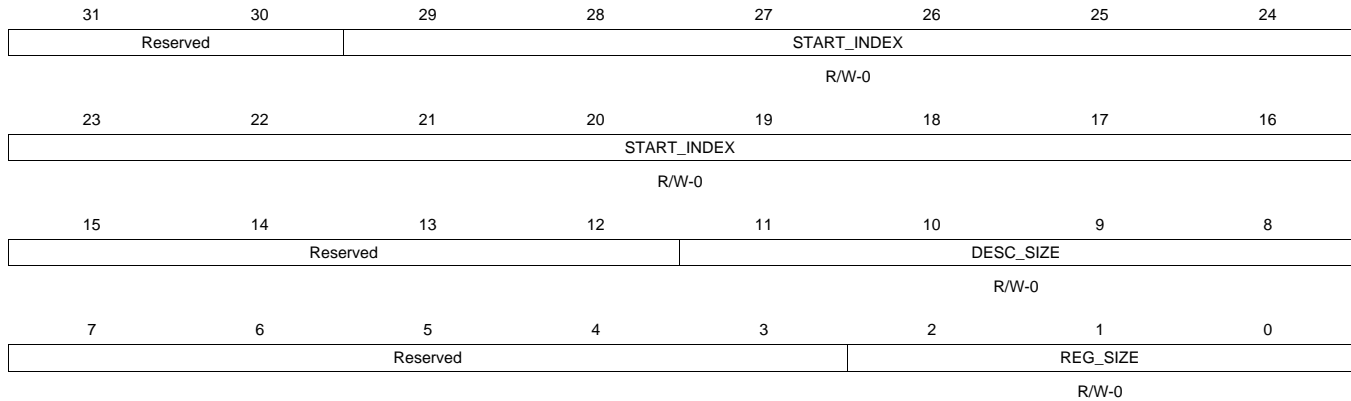 31 30 29 28 27 26 25 24
Reserved START_INDEX
R/W-0
23 22 21 20 19 18 17 16
START_INDEX
R/W-0
15 14 13 12 11 10 9 8
Reserved DESC_SIZE
R/W-0
7 6 5 4 3 2 1 0
Reserved REG_SIZE
R/W-0